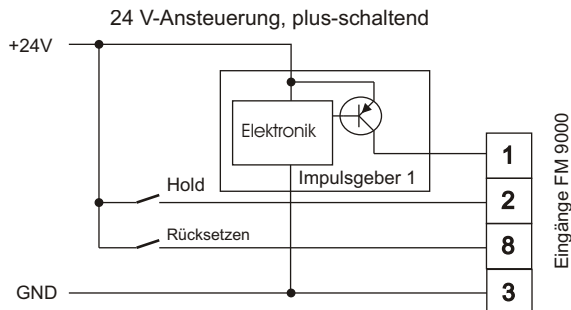 24 V-Ansteuerung, plus-schaltend
+24V
Elektronik
Impulsgeber 1
1
Hold
2
Rücksetzen
8
GND
3
Eingänge FM 9000